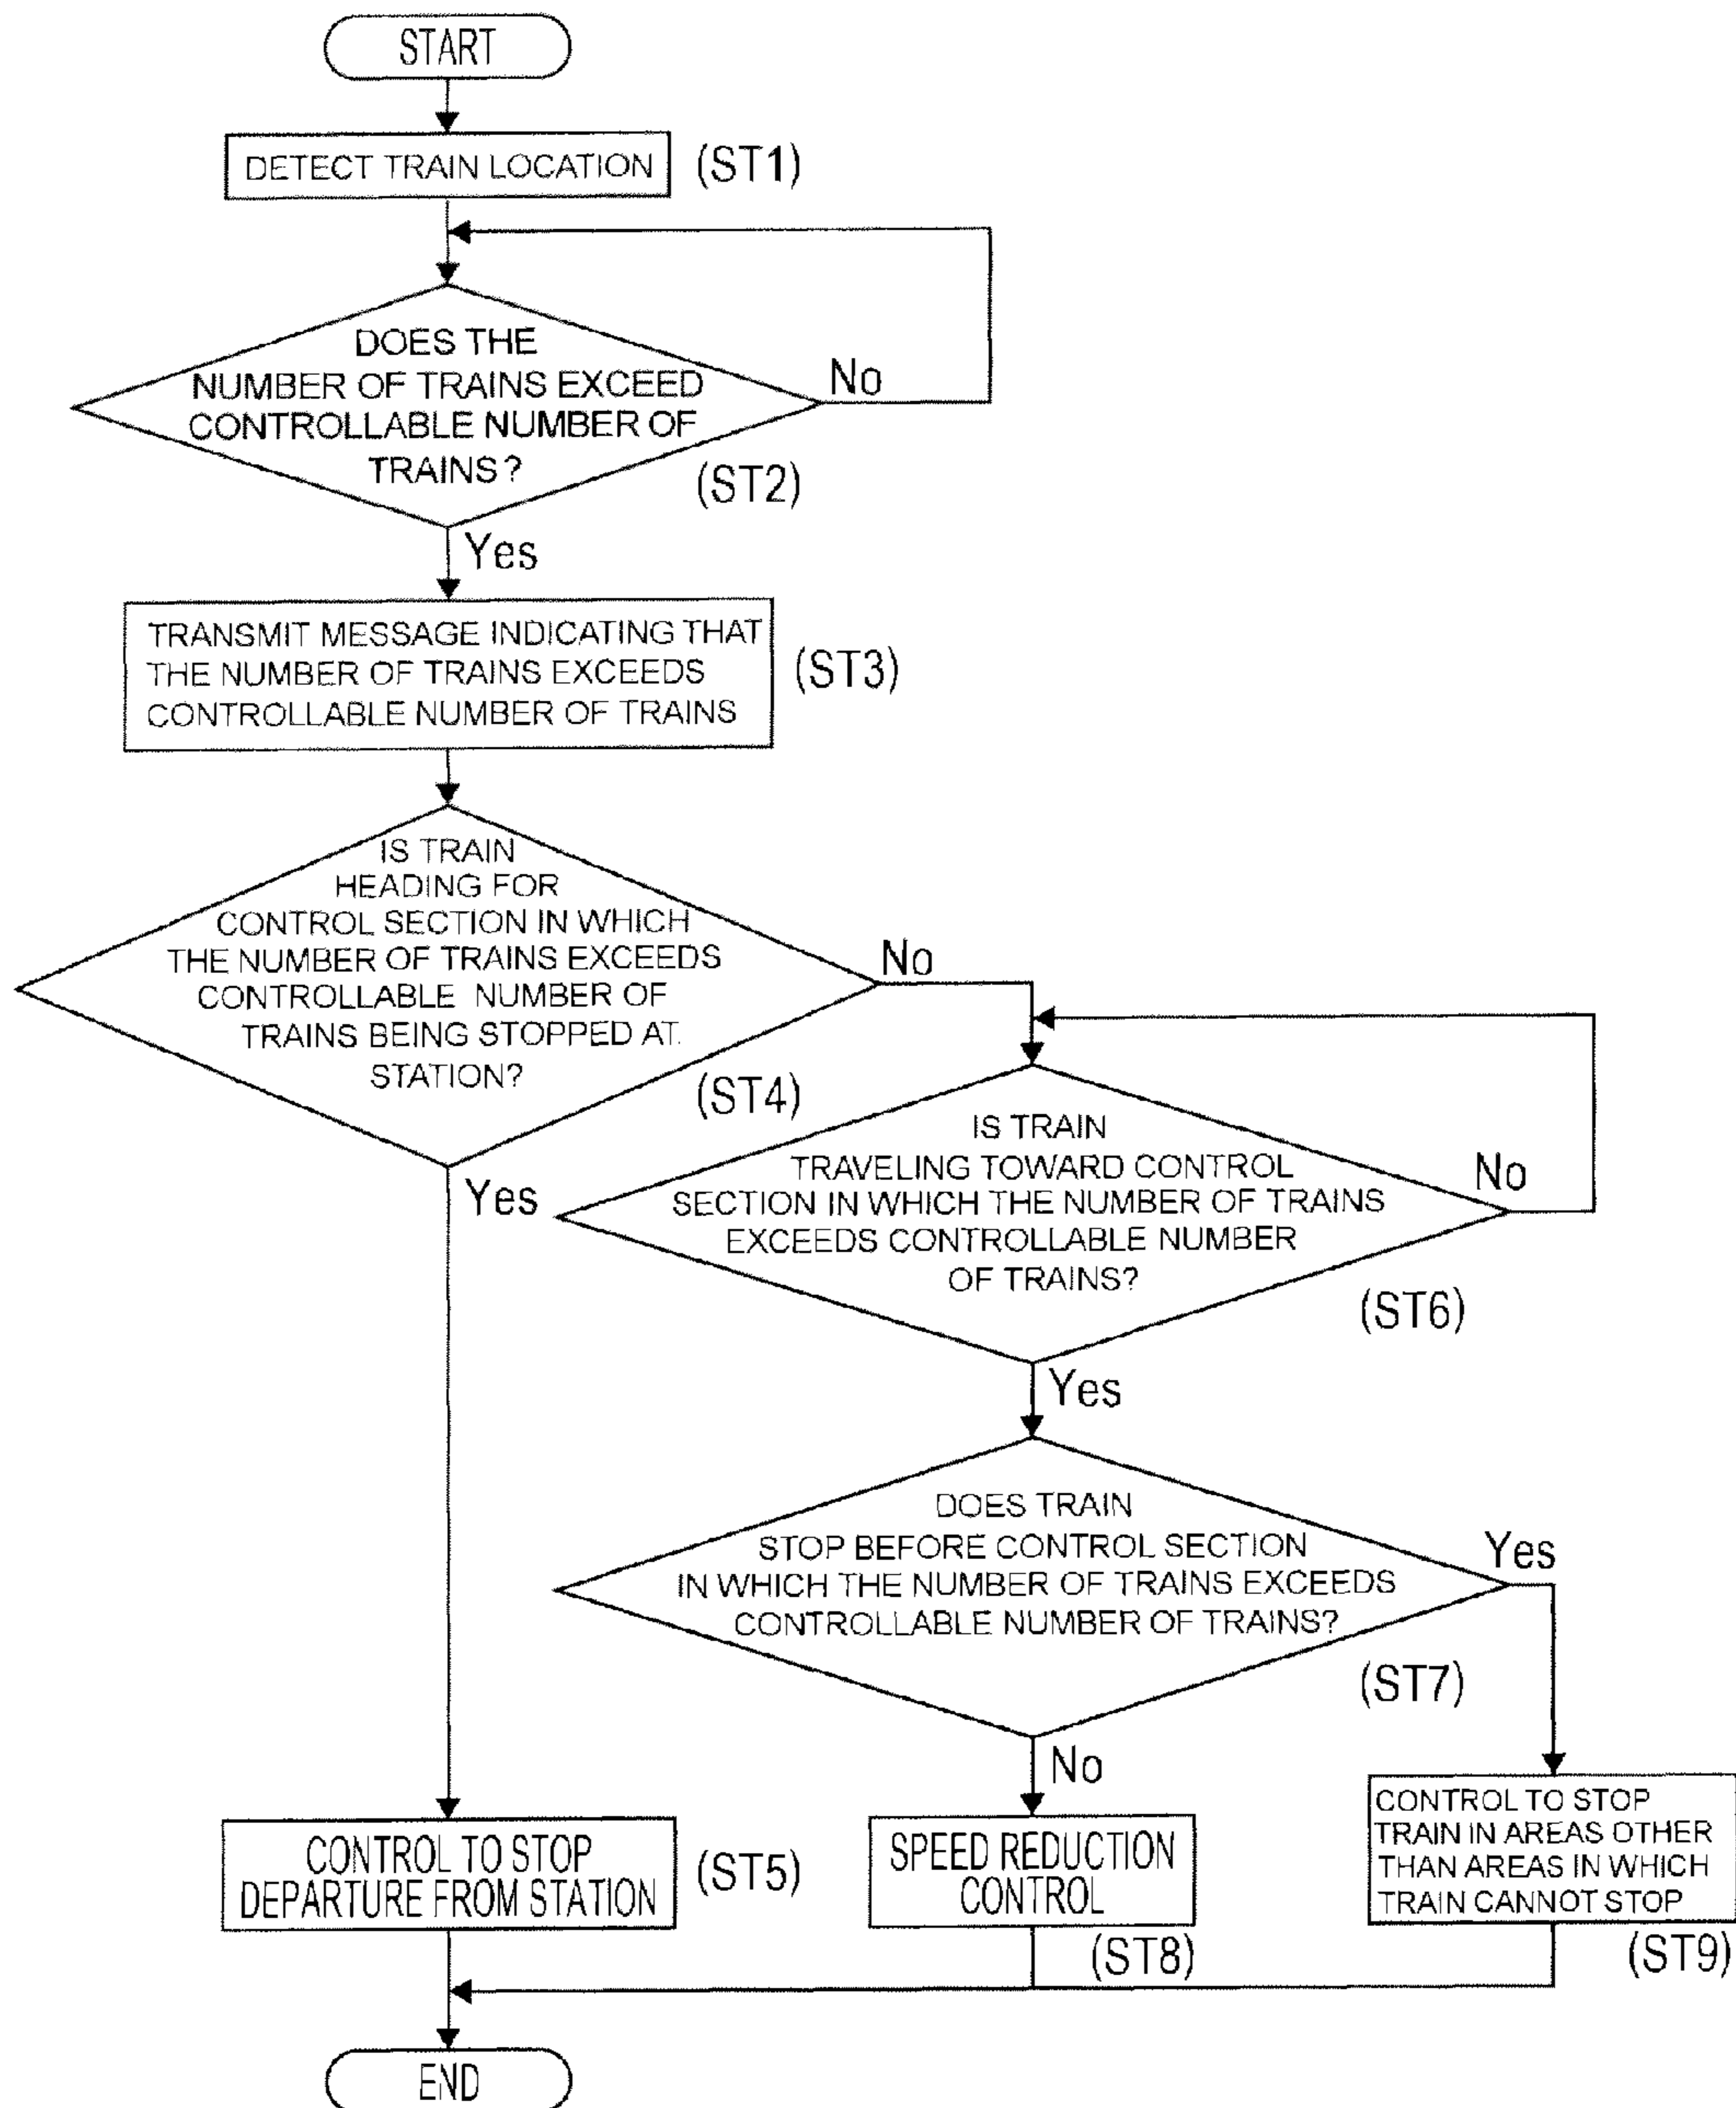 START
DETECT TRAIN LOCATION
(ST1)
DOES THE
NUMBER OF TRAINS EXCEED
CONTROLLABLE NUMBER OF
TRAINS?
No
(ST2)
Yes
TRANSMIT MESSAGE INDICATING THAT
THE NUMBER OF TRAINS EXCEEDS
CONTROLLABLE NUMBER OF TRAINS
(ST3)
IS TRAIN
HEADING FOR
CONTROL SECTION IN WHICH
THE NUMBER OF TRAINS EXCEEDS
CONTROLLABLE NUMBER OF
TRAINS BEING STOPPED AT
STATION?
No
(ST4)
Yes
IS TRAIN
TRAVELING TOWARD CONTROL
SECTION IN WHICH THE NUMBER OF TRAINS
EXCEEDS CONTROLLABLE NUMBER
OF TRAINS?
No
(ST6)
Yes
DOES TRAIN
STOP BEFORE CONTROL SECTION
IN WHICH THE NUMBER OF TRAINS EXCEEDS
CONTROLLABLE NUMBER OF TRAINS?
Yes
(ST7)
No
CONTROL TO STOP
DEPARTURE FROM STATION
(ST5)
SPEED REDUCTION
CONTROL
(ST8)
CONTROL TO STOP
TRAIN IN AREAS OTHER
THAN AREAS IN WHICH
TRAIN CANNOT STOP
(ST9)
END